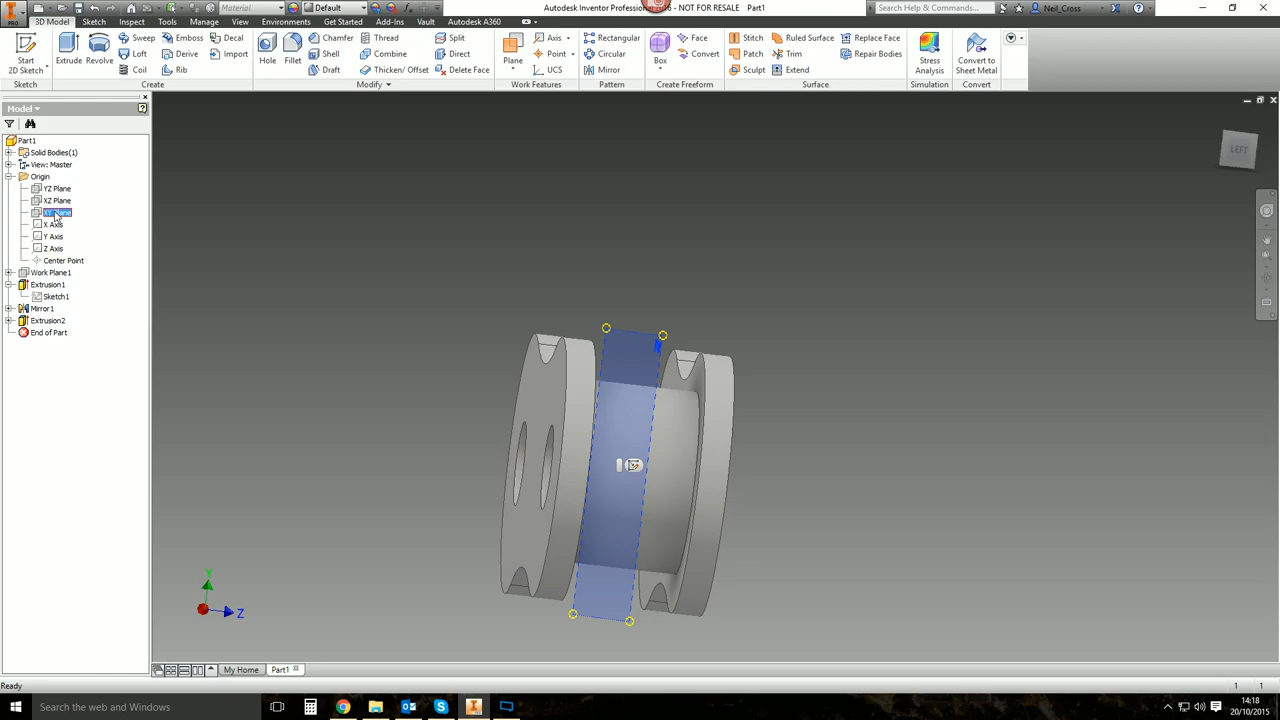 Autodesk Inventor Professional
- NOT FOR RESALE Part1
Search Help & Commands...
Neil_Cross
Material
Default
PRO
3D Model
Sketch
Inspect
Tools
Manage
View
Environments
Get Started
Add-Ins
Vault
Autodesk A360
Start
2D Sketch
Sketch
Extrude
Revolve
Sweep
Loft
Coil
Emboss
Derive
Rib
Decal
Import
Create
Hole
Fillet
Chamfer
Shell
Draft
Thread
Combine
Thicken/ Offset
Split
Direct
Delete Face
Modify
Plane
Axis
Point
UCS
Work Features
Rectangular
Circular
Mirror
Pattern
Box
Face
Convert
Create Freeform
Stitch
Patch
Sculpt
Ruled Surface
Trim
Extend
Replace Face
Repair Bodies
Surface
Stress
Analysis
Simulation
Convert to
Sheet Metal
Convert
Model
Part1
Solid Bodies(1)
View: Master
Origin
YZ Plane
XZ Plane
XY Plane
X Axis
Y Axis
Z Axis
Center Point
Work Plane1
Extrusion1
Sketch1
Mirror1
Extrusion2
End of Part
LEFT
Y
Z
My Home
Part1
Ready
1
1
Search the web and Windows
14:18
20/10/2015